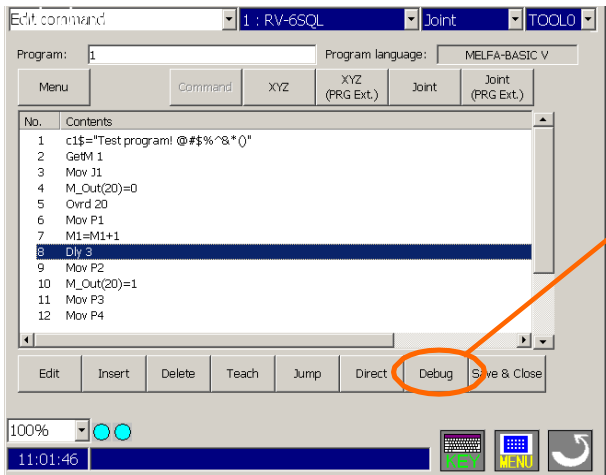 Edit command 1 : RV-6SQL Joint TOOL0
Program: 1 Program language: MELFA-BASIC V
Menu Command XYZ XYZ (PRG Ext.) Joint Joint (PRG Ext.)
No. Contents
1 c1$="Test program! @#$%^&*()"
2 GetM 1
3 Mov J1
4 M_Out(20)=0
5 Ovrd 20
6 Mov P1
7 M1=M1+1
8 Dly 3
9 Mov P2
10 M_Out(20)=1
11 Mov P3
12 Mov P4
Edit Insert Delete Teach Jump Direct Debug Save & Close
100%
11:01:46 KEY MENU